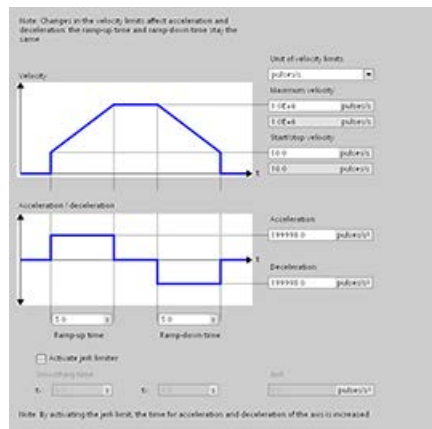 Note: Changes in the velocity limits affect acceleration and
deceleration: the ramp-up time and ramp-down time stay the
same
Unit of velocity limits
pulses/s
Velocity
Maximum velocity
1.0E+6 pulses/s
1.0E+6 pulses/s
Start/stop velocity
10.0 pulses/s
10.0 pulses/s
t
Acceleration / deceleration
Acceleration
199998.0 pulses/s²
t
Deceleration
199998.0 pulses/s²
5.0 s
5.0 s
Ramp-up time Ramp-down time
Activate jerk limiter
Smoothing time
Jerk
s
s
pulses/s³
Note: By activating the jerk limit, the time for acceleration and deceleration of the axis is increased